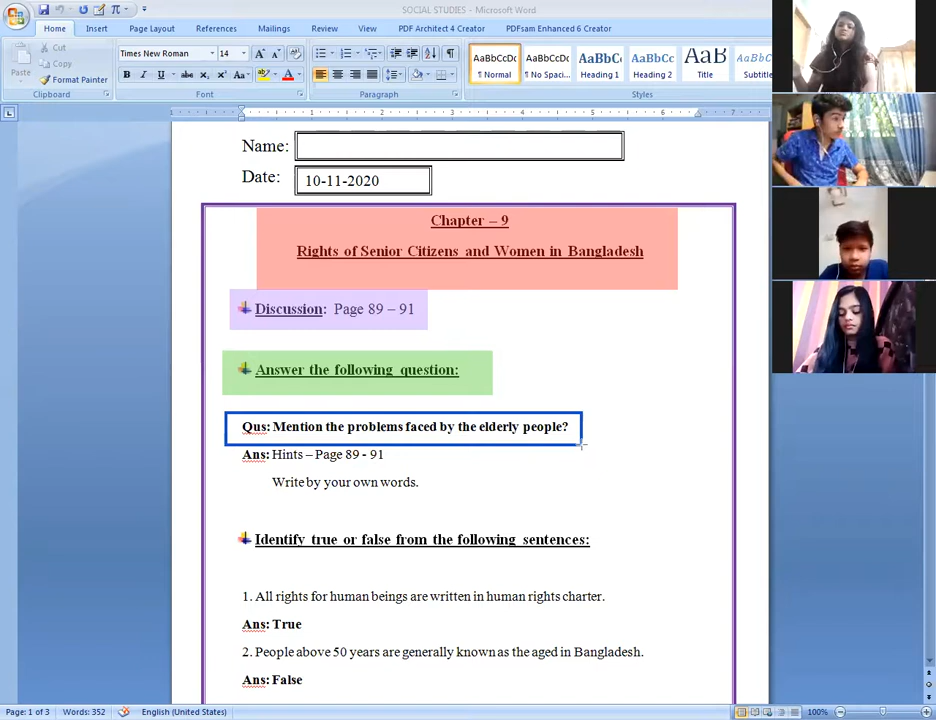 SOCIAL STUDIES - Microsoft Word
Home Insert Page Layout References Mailings Review View PDF Architect 4 Creator PDFsam Enhanced 6 Creator
Paste
Cut
Copy
Format Painter
Clipboard
Times New Roman 14
Font
Paragraph
AaBbCcDc AaBbCcDc AaBbC AaBbCc AaB AaBbCc
¶ Normal ¶ No Spaci... Heading 1 Heading 2 Title Subtitle
Styles
Name:
Date: 10-11-2020
Chapter – 9
Rights of Senior Citizens and Women in Bangladesh
Discussion: Page 89 – 91
Answer the following question:
Qus: Mention the problems faced by the elderly people?
Ans: Hints – Page 89 - 91
Write by your own words.
Identify true or false from the following sentences:
1. All rights for human beings are written in human rights charter.
Ans: True
2. People above 50 years are generally known as the aged in Bangladesh.
Ans: False
Page: 1 of 3 Words: 352 English (United States) 100%